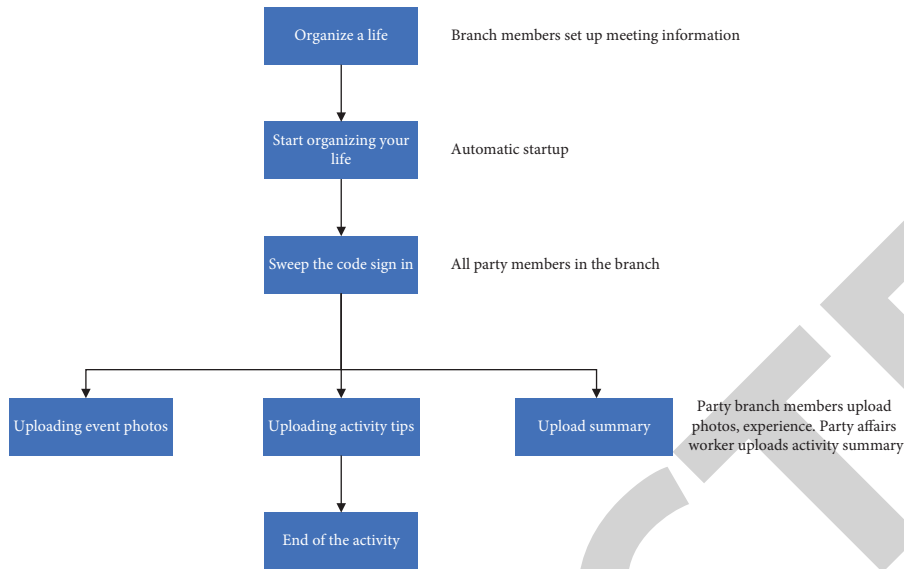 Organize a life
Branch members set up meeting information
Start organizing your
life
Automatic startup
Sweep the code sign in
All party members in the branch
Uploading event photos
Uploading activity tips
Upload summary
Party branch members upload
photos, experience. Party affairs
worker uploads activity summary
End of the activity